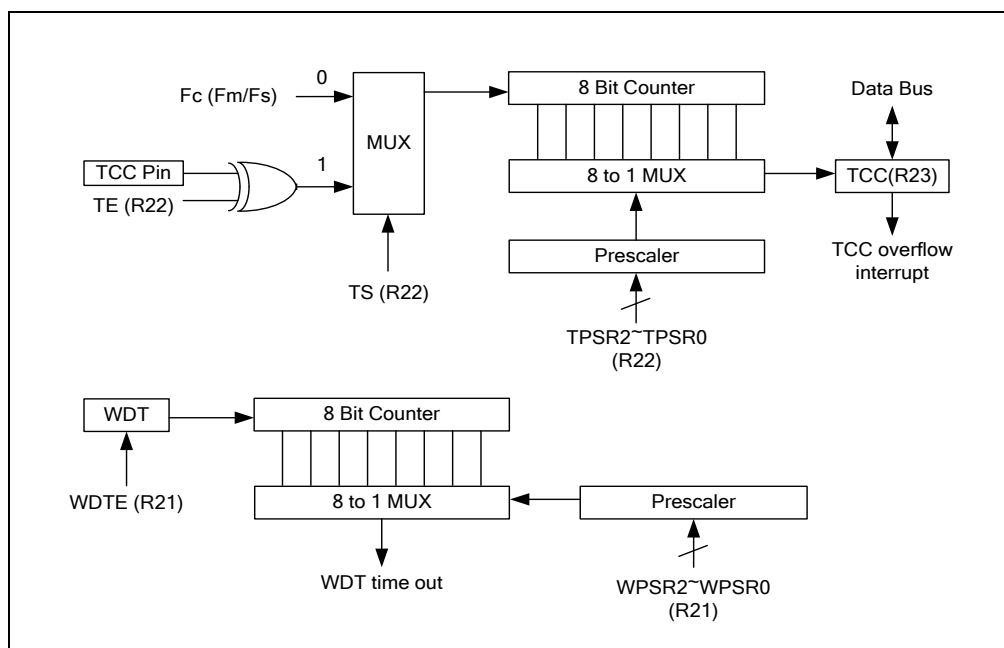 0
Fc (Fm/Fs)
MUX
8 Bit Counter
Data Bus
TCC Pin
1
8 to 1 MUX
TCC(R23)
TE (R22)
Prescaler
TCC overflow
interrupt
TS (R22)
TPSR2~TPSR0
(R22)
WDT
8 Bit Counter
WDTE (R21)
8 to 1 MUX
Prescaler
WDT time out
WPSR2~WPSR0
(R21)